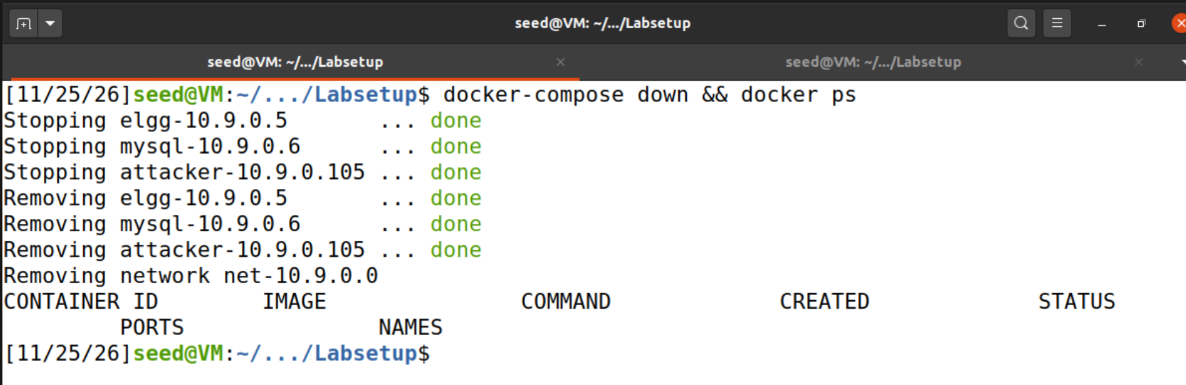 seed@VM: ~/.../Labsetup
seed@VM: ~/.../Labsetup
seed@VM: ~/.../Labsetup
[11/25/26]seed@VM:~/.../Labsetup$ docker-compose down && docker ps
Stopping elgg-10.9.0.5       ... done
Stopping mysql-10.9.0.6      ... done
Stopping attacker-10.9.0.105 ... done
Removing elgg-10.9.0.5       ... done
Removing mysql-10.9.0.6      ... done
Removing attacker-10.9.0.105 ... done
Removing network net-10.9.0.0
CONTAINER ID        IMAGE               COMMAND             CREATED             STATUS
         PORTS               NAMES
[11/25/26]seed@VM:~/.../Labsetup$